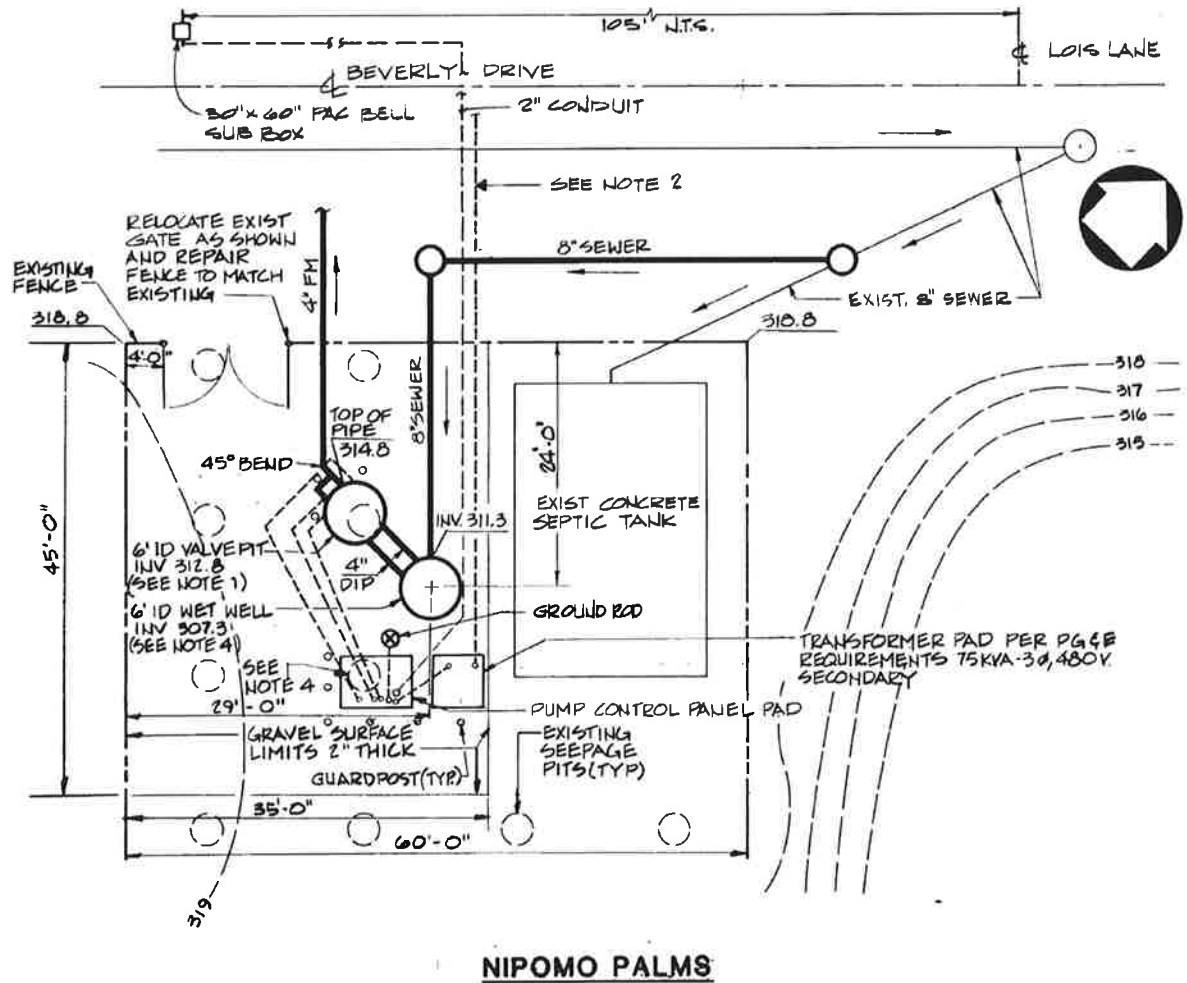 105' N.T.S.
℄ LOIS LANE
℄ BEVERLY DRIVE
30" x 60" PAC BELL
SUB BOX
2" CONDUIT
SEE NOTE 2
RELOCATE EXIST
GATE AS SHOWN
AND REPAIR
FENCE TO MATCH
EXISTING
EXISTING
FENCE
318.8
4'-0"
4" FM
8" SEWER
EXIST. 8" SEWER
318.8
318
317
316
315
8" SEWER
TOP OF
PIPE
314.8
45° BEND
24'-0"
45'-0"
EXIST CONCRETE
SEPTIC TANK
INV. 311.3
6' ID VALVE PIT
INV 312.8
(SEE NOTE 1)
4"
DIP
6' ID WET WELL
INV 307.3
(SEE NOTE 4)
GROUND ROD
TRANSFORMER PAD PER PG&E
REQUIREMENTS 75KVA-3ø, 480V.
SECONDARY
SEE
NOTE 4
29'-0"
PUMP CONTROL PANEL PAD
GRAVEL SURFACE
LIMITS 2" THICK
EXISTING
SEEPAGE
PITS (TYP)
GUARDPOST (TYP.)
35'-0"
60'-0"
319
NIPOMO PALMS